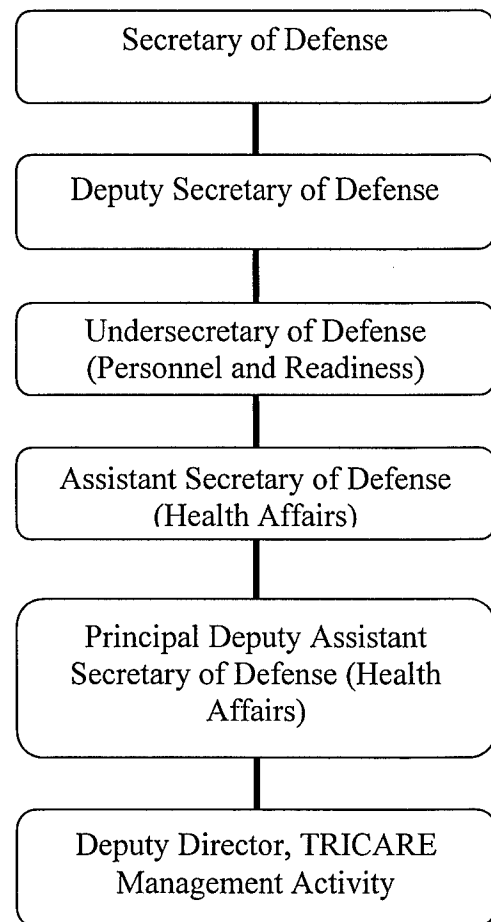 Secretary of Defense
Deputy Secretary of Defense
Undersecretary of Defense
(Personnel and Readiness)
Assistant Secretary of Defense
(Health Affairs)
Principal Deputy Assistant
Secretary of Defense (Health
Affairs)
Deputy Director, TRICARE
Management Activity